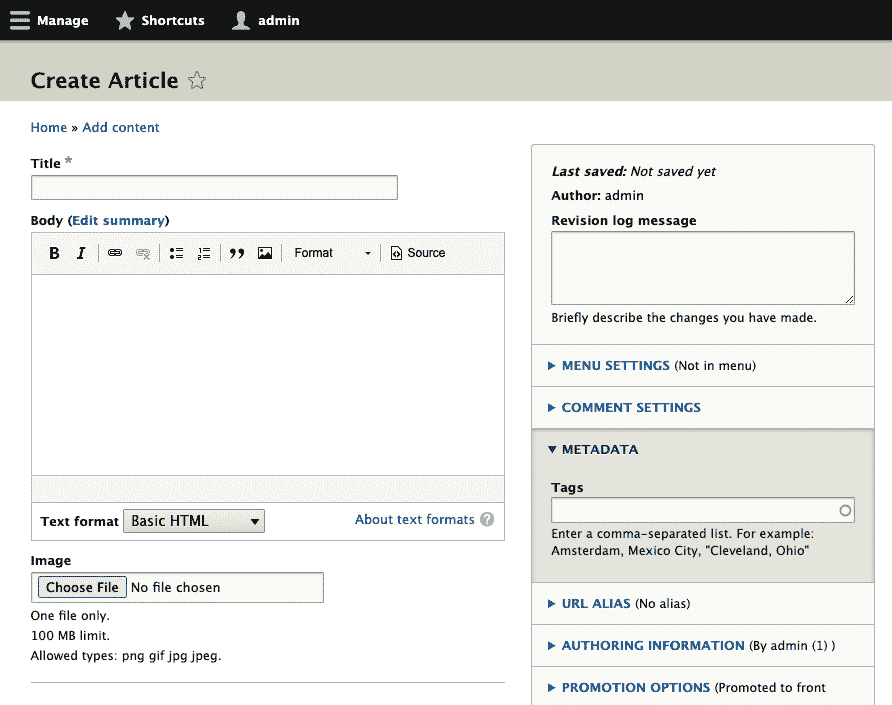 Manage Shortcuts admin
Create Article
Home » Add content
Title *
Body (Edit summary)
B I Format Source
Text format Basic HTML About text formats ?
Image
Choose File No file chosen
One file only.
100 MB limit.
Allowed types: png gif jpg jpeg.
Last saved: Not saved yet
Author: admin
Revision log message
Briefly describe the changes you have made.
MENU SETTINGS (Not in menu)
COMMENT SETTINGS
METADATA
Tags
Enter a comma-separated list. For example:
Amsterdam, Mexico City, "Cleveland, Ohio"
URL ALIAS (No alias)
AUTHORING INFORMATION (By admin (1) )
PROMOTION OPTIONS (Promoted to front